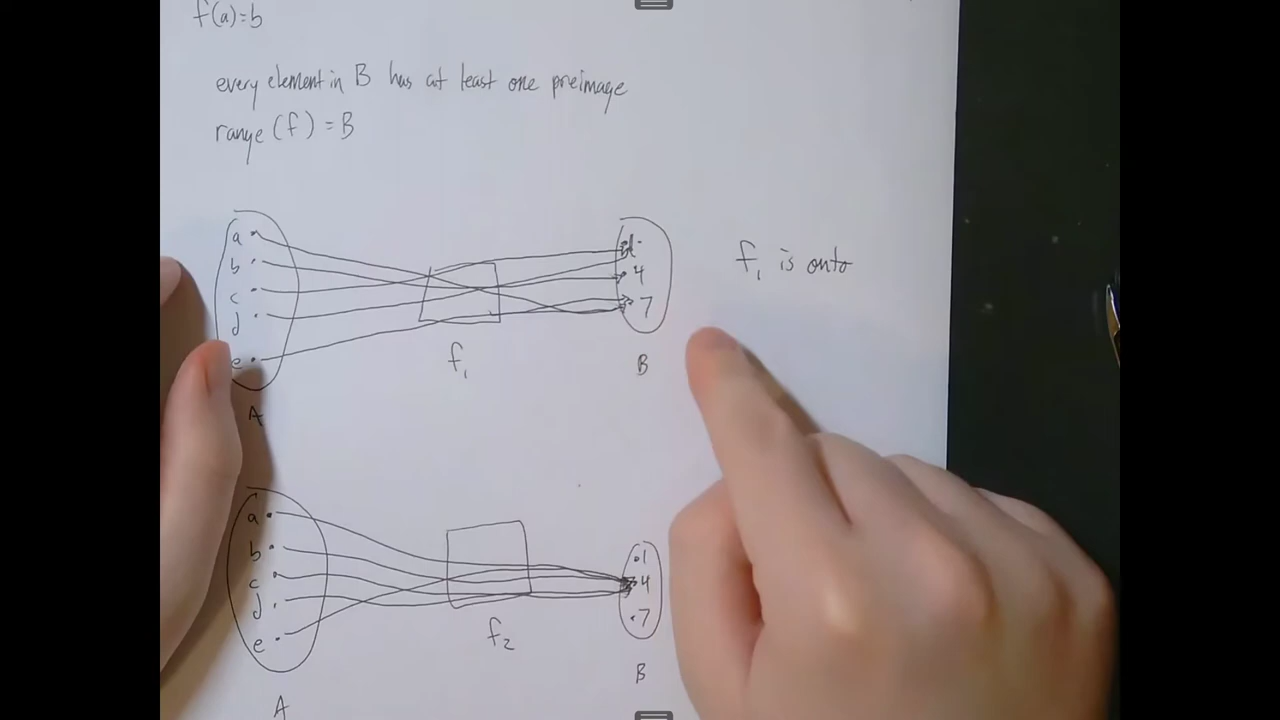 f(a)=b
every element in B has at least one preimage
range (f) = B
a
b
c
d
e
A
f₁
1
4
7
B
f₁ is onto
a
b
c
d
e
A
f₂
1
4
7
B